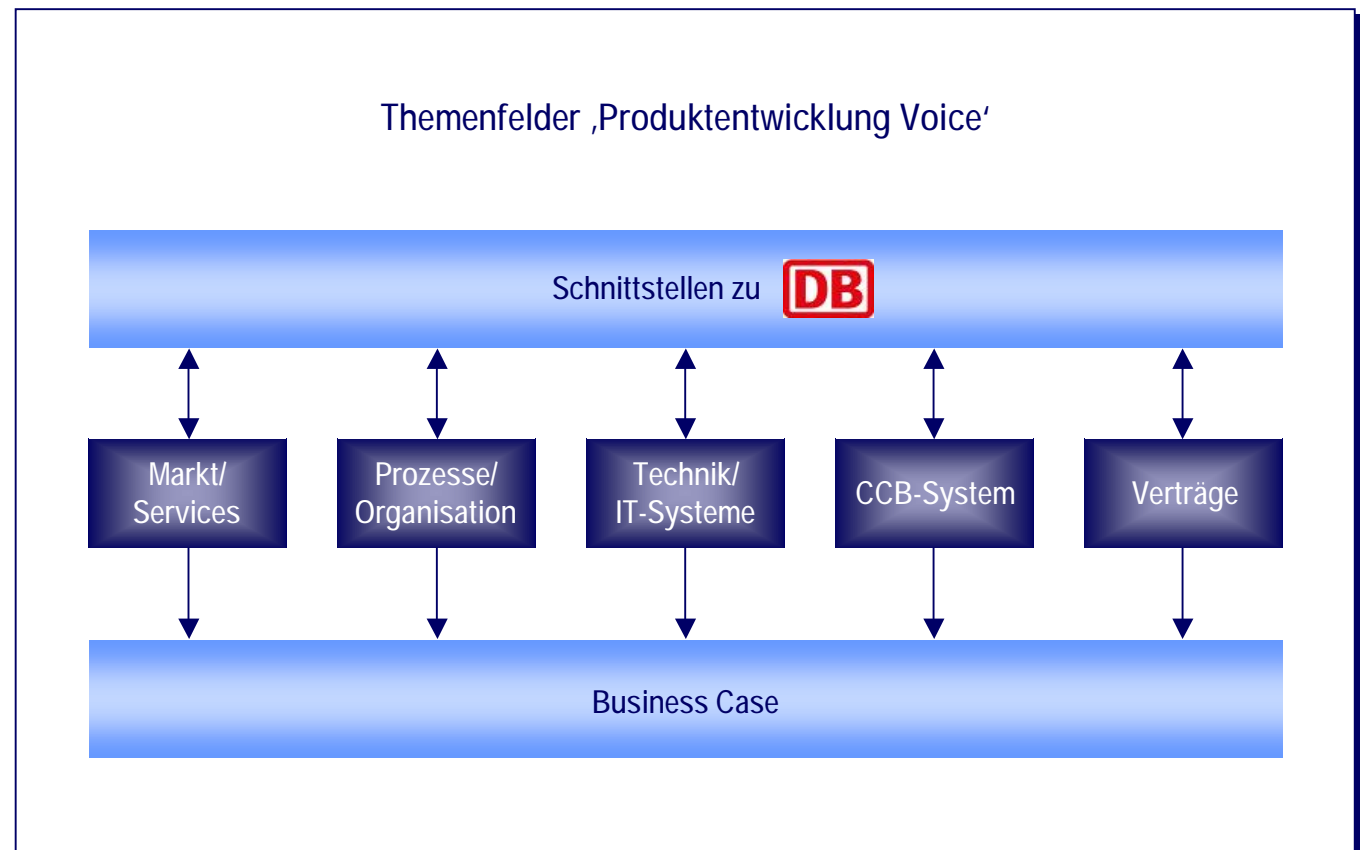 Themenfelder ‚Produktentwicklung Voice‘
Schnittstellen zu DB
Markt/
Services
Prozesse/
Organisation
Technik/
IT-Systeme
CCB-System
Verträge
Business Case